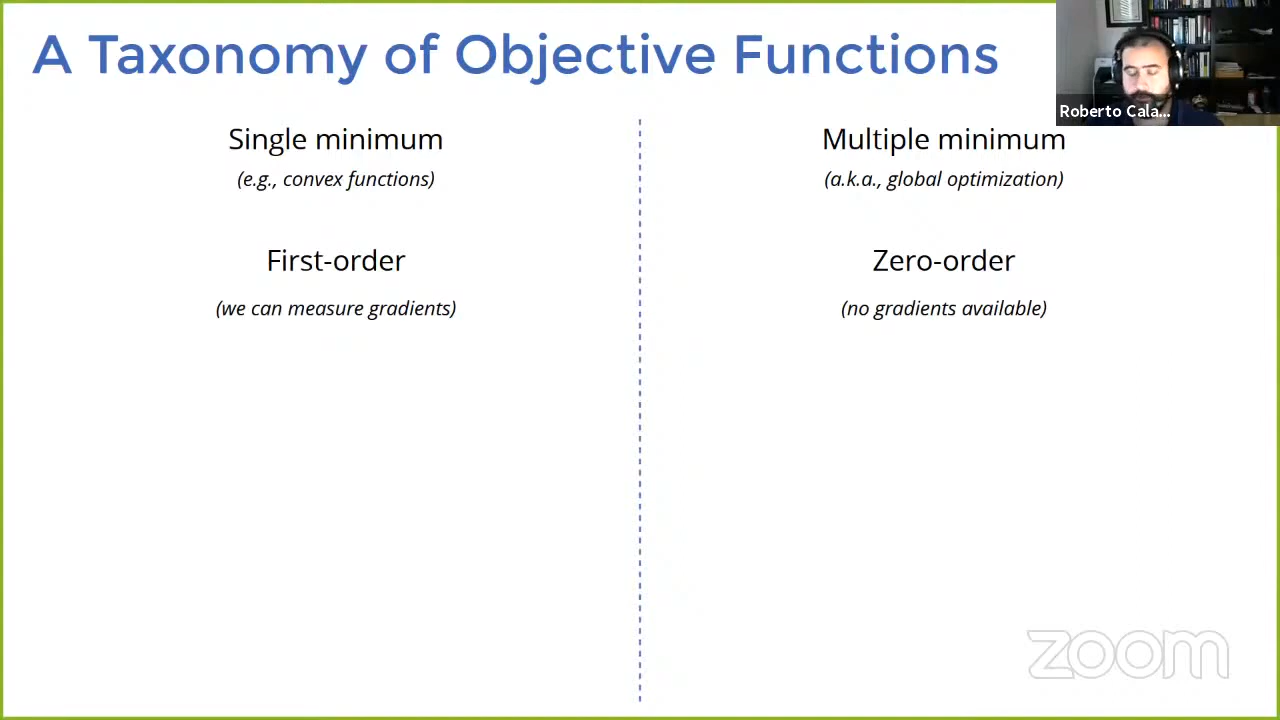 A Taxonomy of Objective Functions
Roberto Cala...
Single minimum
(e.g., convex functions)
Multiple minimum
(a.k.a., global optimization)
First-order
(we can measure gradients)
Zero-order
(no gradients available)
zoom